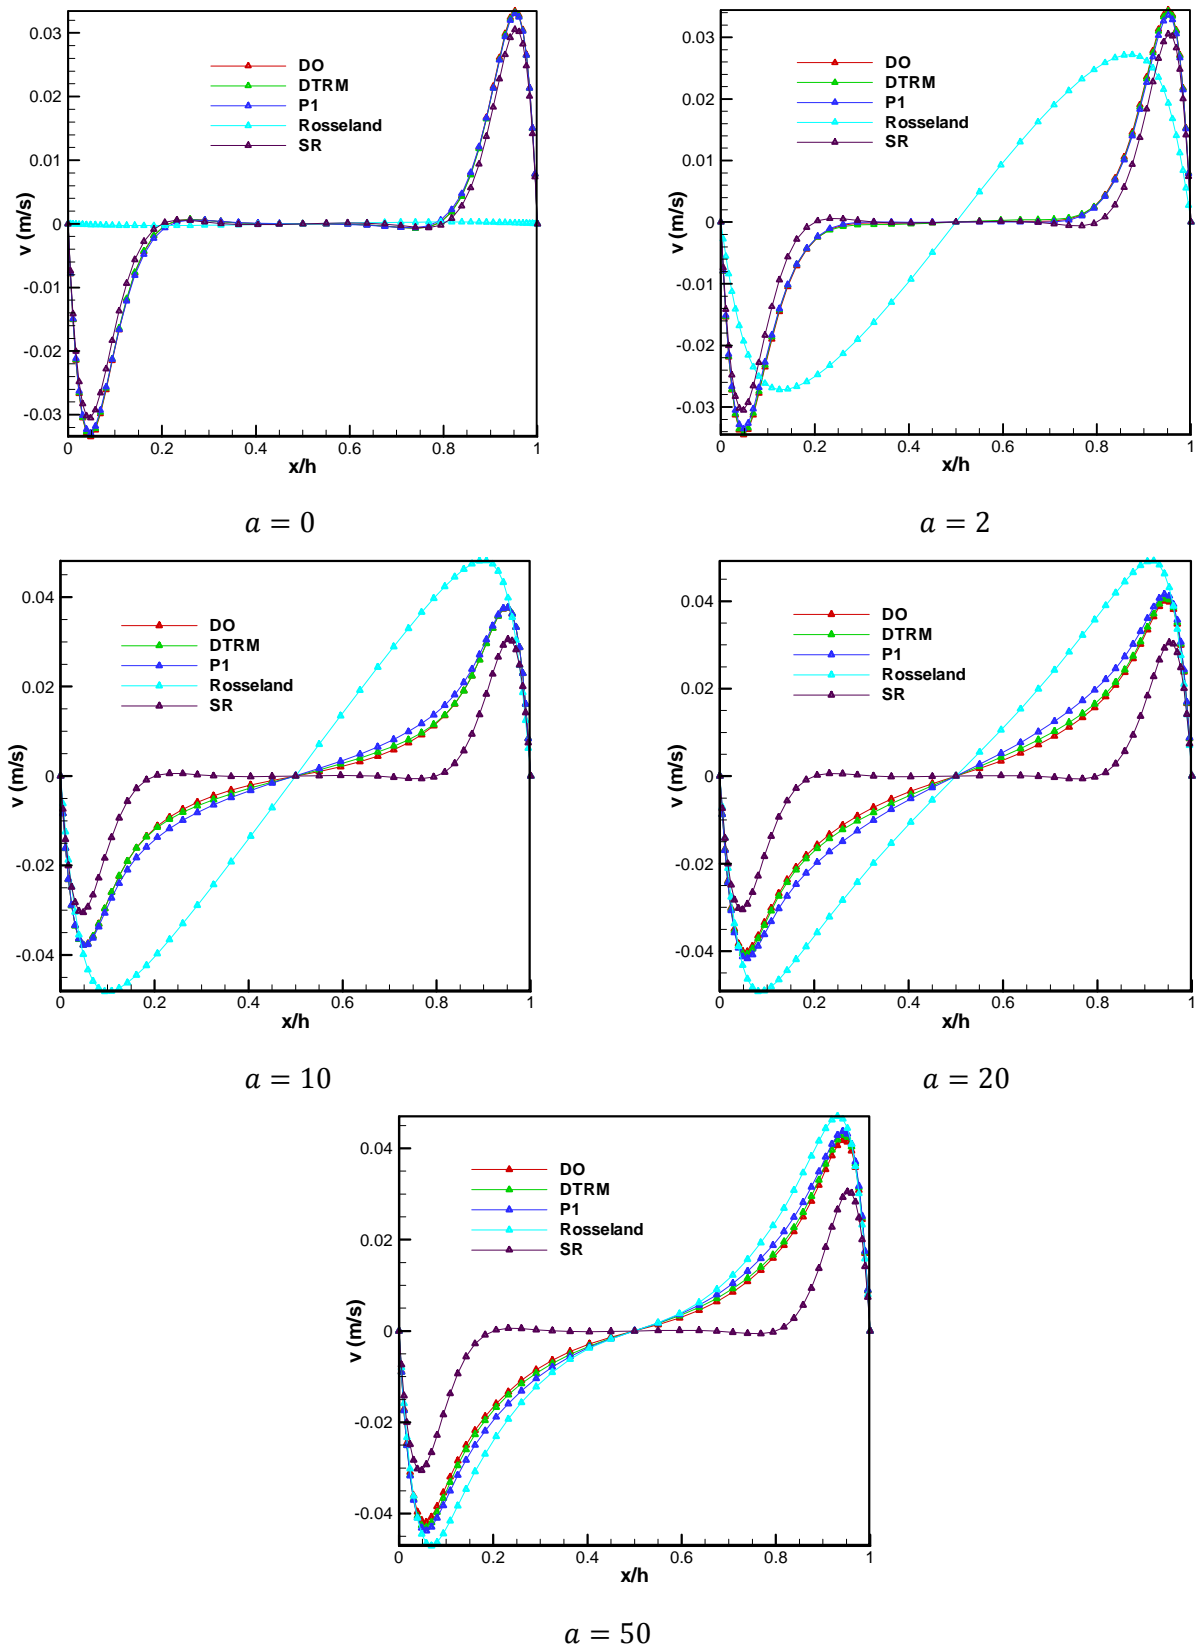 0.03
0.02
0.01
0
-0.01
-0.02
-0.03
v (m/s)
DO
DTRM
P1
Rosseland
SR
0 0.2 0.4 0.6 0.8 1
x/h
a = 0
0.03
0.02
0.01
0
-0.01
-0.02
-0.03
v (m/s)
DO
DTRM
P1
Rosseland
SR
0 0.2 0.4 0.6 0.8 1
x/h
a = 2
0.04
0.02
0
-0.02
-0.04
v (m/s)
DO
DTRM
P1
Rosseland
SR
0 0.2 0.4 0.6 0.8 1
x/h
a = 10
0.04
0.02
0
-0.02
-0.04
v (m/s)
DO
DTRM
P1
Rosseland
SR
0 0.2 0.4 0.6 0.8 1
x/h
a = 20
0.04
0.02
0
-0.02
-0.04
v (m/s)
DO
DTRM
P1
Rosseland
SR
0 0.2 0.4 0.6 0.8 1
x/h
a = 50